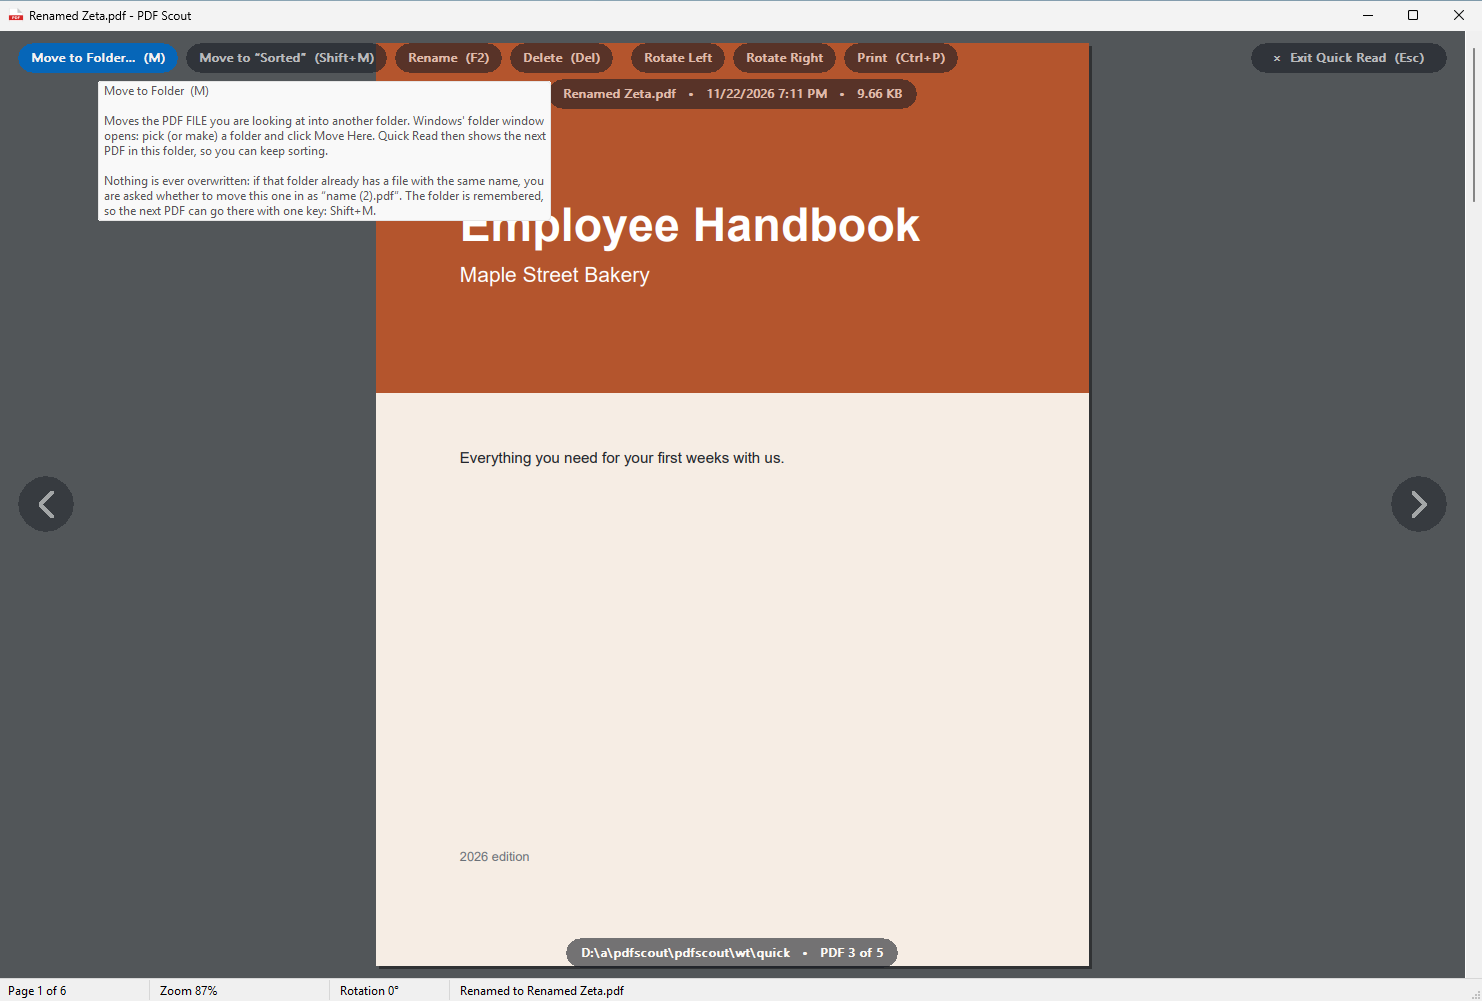 Renamed Zeta.pdf - PDF Scout
Move to Folder... (M)
Move to “Sorted” (Shift+M)
Rename (F2)
Delete (Del)
Rotate Left
Rotate Right
Print (Ctrl+P)
× Exit Quick Read (Esc)
Renamed Zeta.pdf • 11/22/2026 7:11 PM • 9.66 KB
Move to Folder (M)
Moves the PDF FILE you are looking at into another folder. Windows' folder window
opens: pick (or make) a folder and click Move Here. Quick Read then shows the next
PDF in this folder, so you can keep sorting.
Nothing is ever overwritten: if that folder already has a file with the same name, you
are asked whether to move this one in as “name (2).pdf”. The folder is remembered,
so the next PDF can go there with one key: Shift+M.
Employee Handbook
Maple Street Bakery
Everything you need for your first weeks with us.
2026 edition
D:\a\pdfscout\pdfscout\wt\quick • PDF 3 of 5
Page 1 of 6
Zoom 87%
Rotation 0°
Renamed to Renamed Zeta.pdf